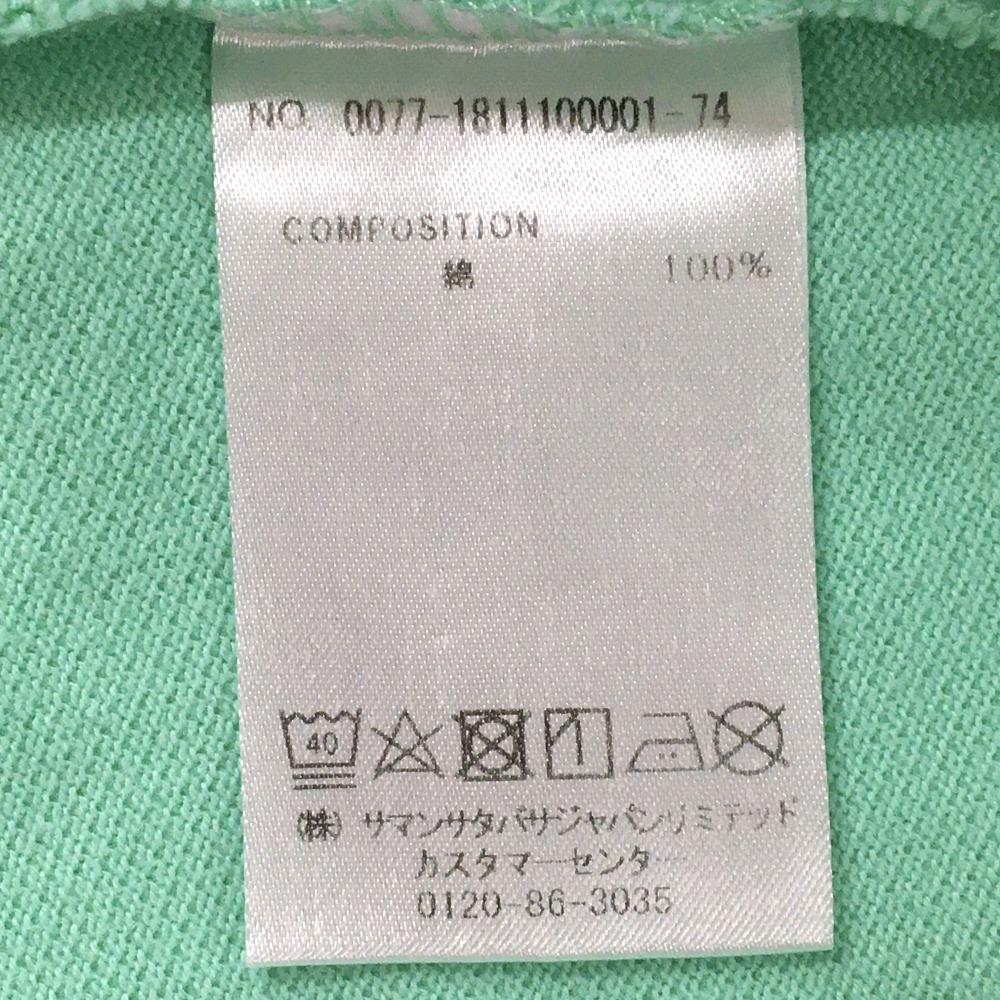 NO. 0077-1811100001-74
COMPOSITION
綿 100%
40
(株) サマンサタバサジャパンリミテッド
カスタマーセンター
0120-86-3035